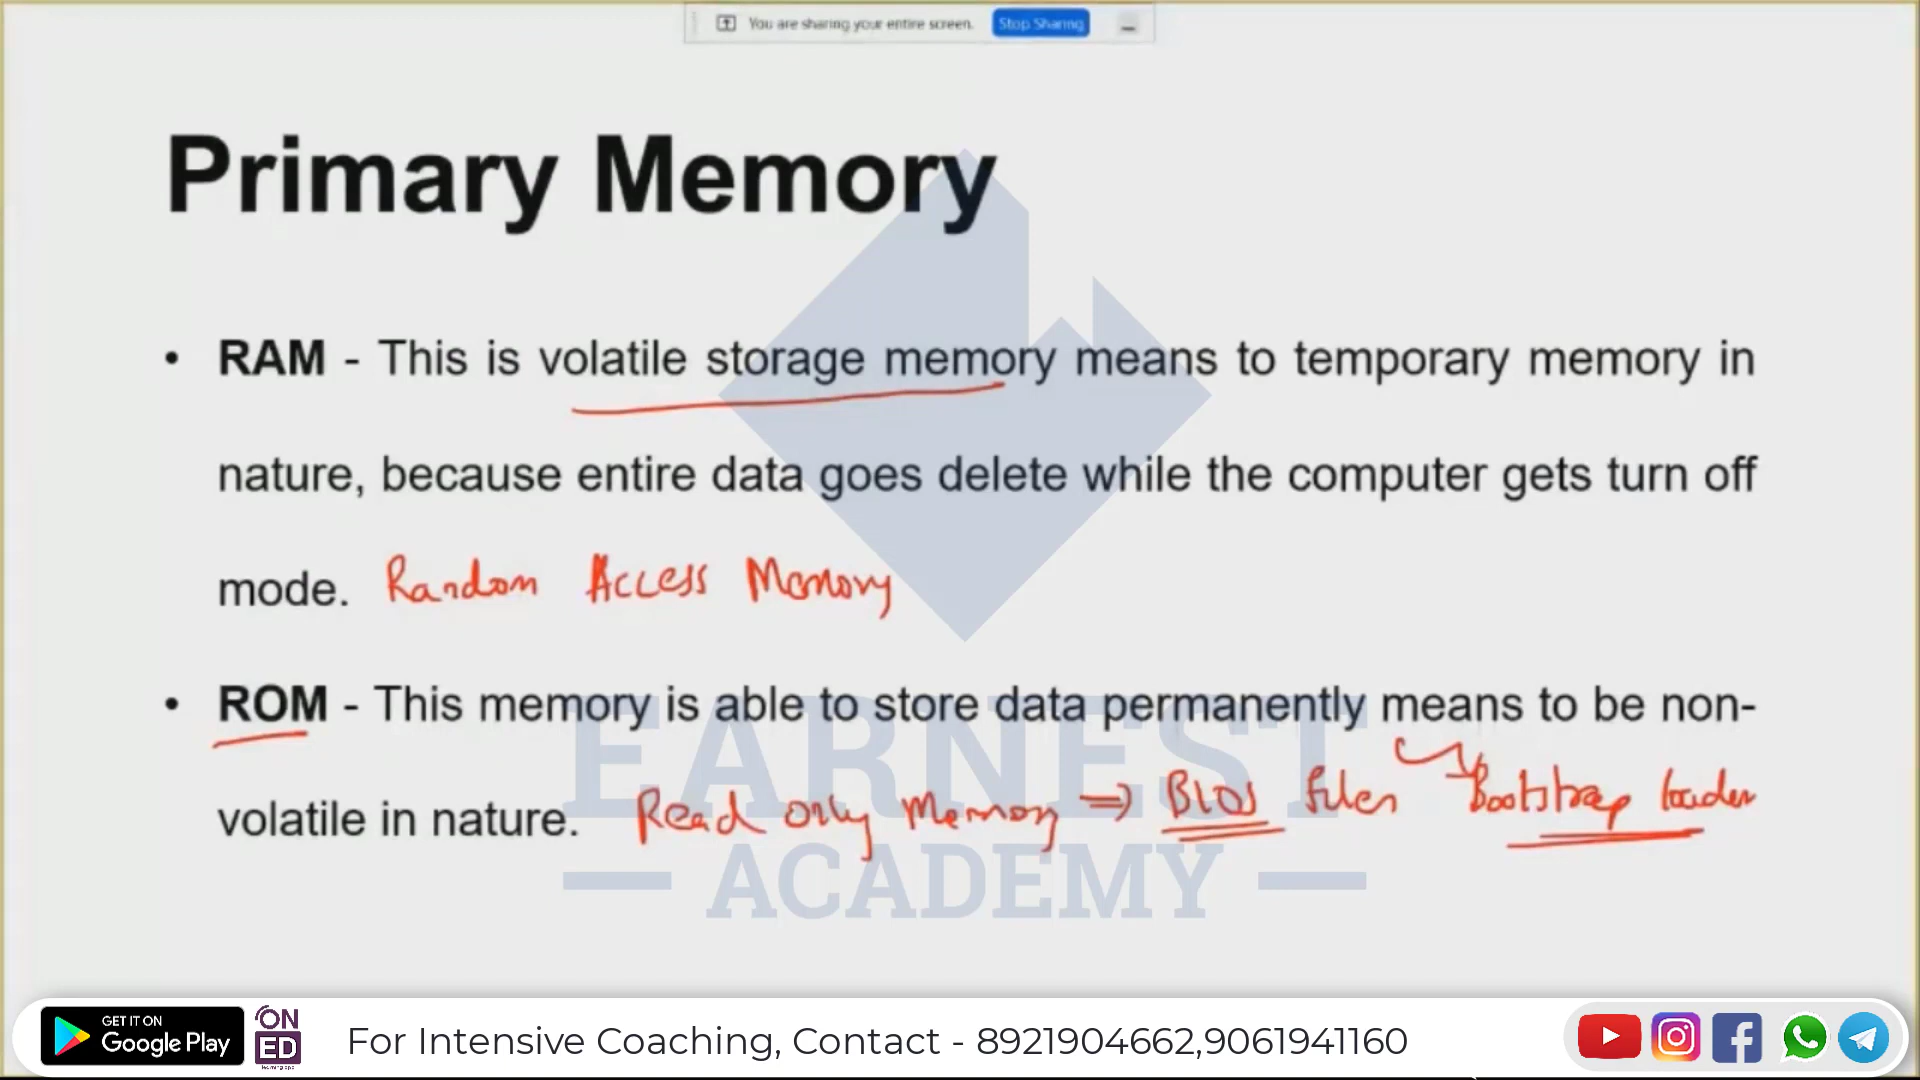 You are sharing your entire screen. Stop Sharing
Primary Memory
• RAM - This is volatile storage memory means to temporary memory in
nature, because entire data goes delete while the computer gets turn off
mode. Random Access Memory
• ROM - This memory is able to store data permanently means to be non-
volatile in nature. Read only Memory ⇒ BIOS files Bootstrap loader
EARNEST
ACADEMY
GET IT ON
Google Play
ON
ED
For Intensive Coaching, Contact - 8921904662,9061941160